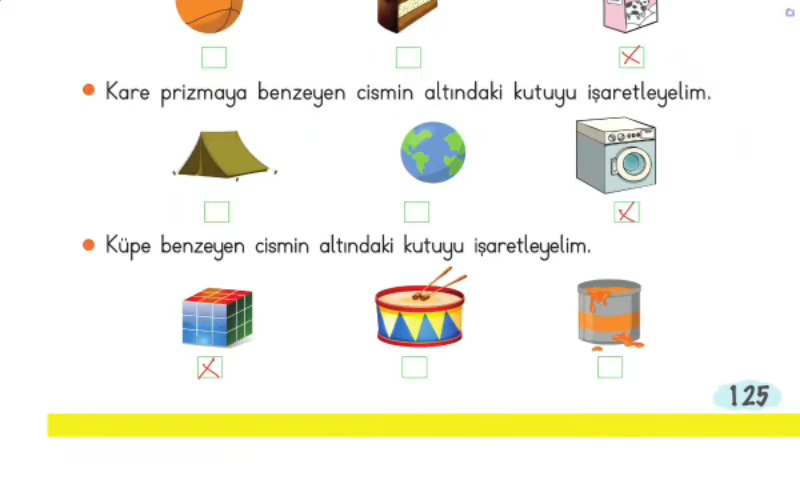 Kare prizmaya benzeyen cismin altındaki kutuyu işaretleyelim.
Küpe benzeyen cismin altındaki kutuyu işaretleyelim.
125